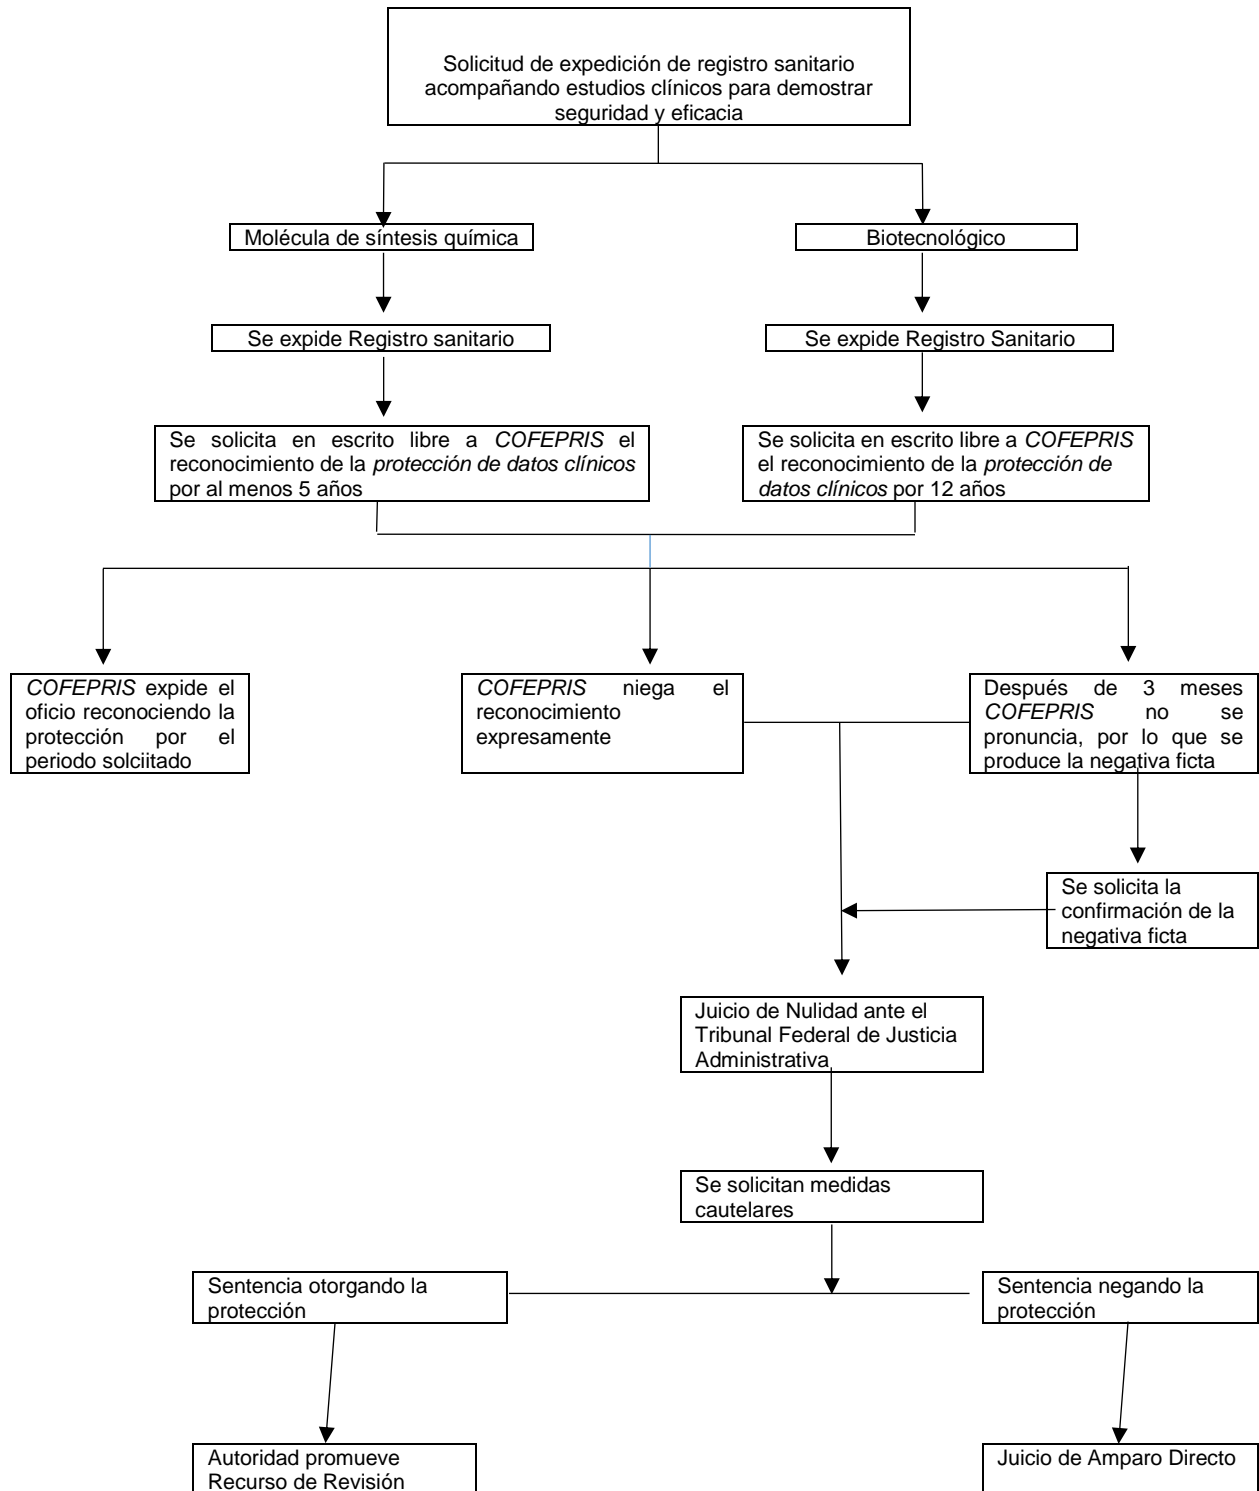 Solicitud de expedición de registro sanitario
acompañando estudios clínicos para demostrar
seguridad y eficacia
Molécula de síntesis química
Biotecnológico
Se expide Registro sanitario
Se expide Registro Sanitario
Se solicita en escrito libre a COFEPRIS el
reconocimiento de la protección de datos clínicos
por al menos 5 años
Se solicita en escrito libre a COFEPRIS
el reconocimiento de la protección de
datos clínicos por 12 años
COFEPRIS expide el
oficio reconociendo la
protección por el
periodo solciitado
COFEPRIS niega el
reconocimiento
expresamente
Después de 3 meses
COFEPRIS no se
pronuncia, por lo que se
produce la negativa ficta
Se solicita la
confirmación de la
negativa ficta
Juicio de Nulidad ante el
Tribunal Federal de Justicia
Administrativa
Se solicitan medidas
cautelares
Sentencia otorgando la
protección
Sentencia negando la
protección
Autoridad promueve
Recurso de Revisión
Juicio de Amparo Directo